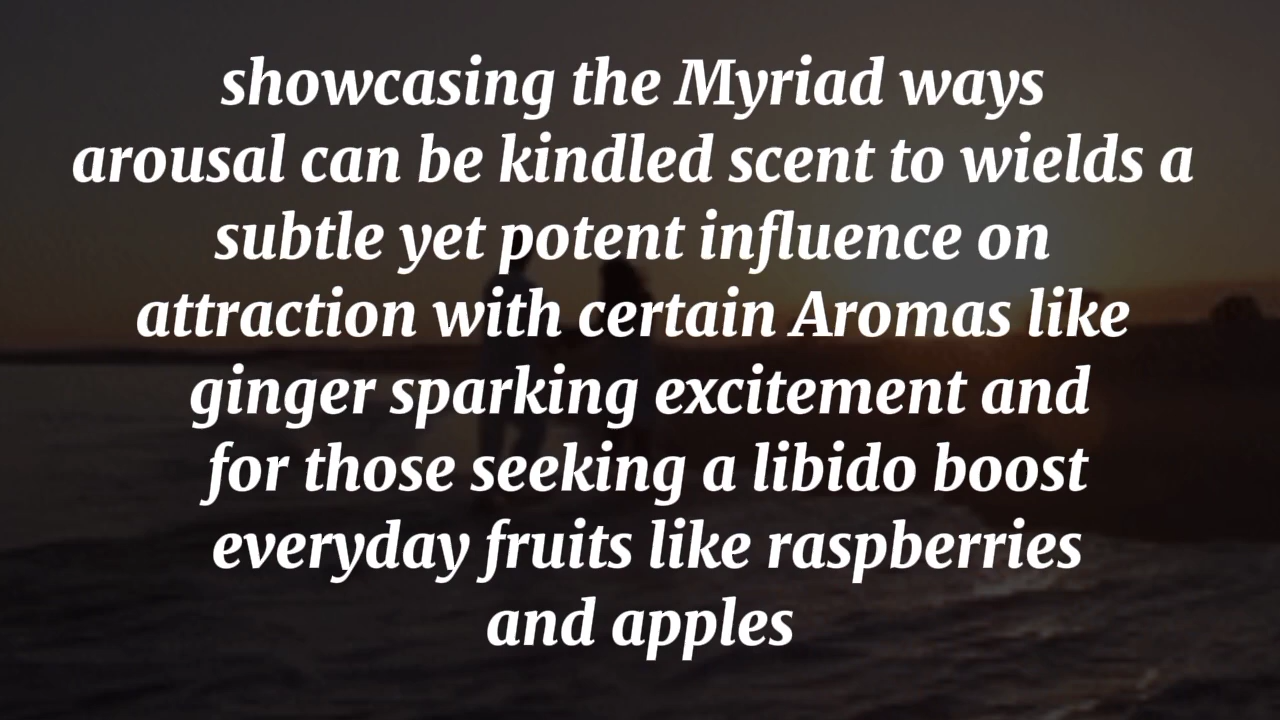 showcasing the Myriad ways
arousal can be kindled scent to wields a
subtle yet potent influence on
attraction with certain Aromas like
ginger sparking excitement and
for those seeking a libido boost
everyday fruits like raspberries
and apples